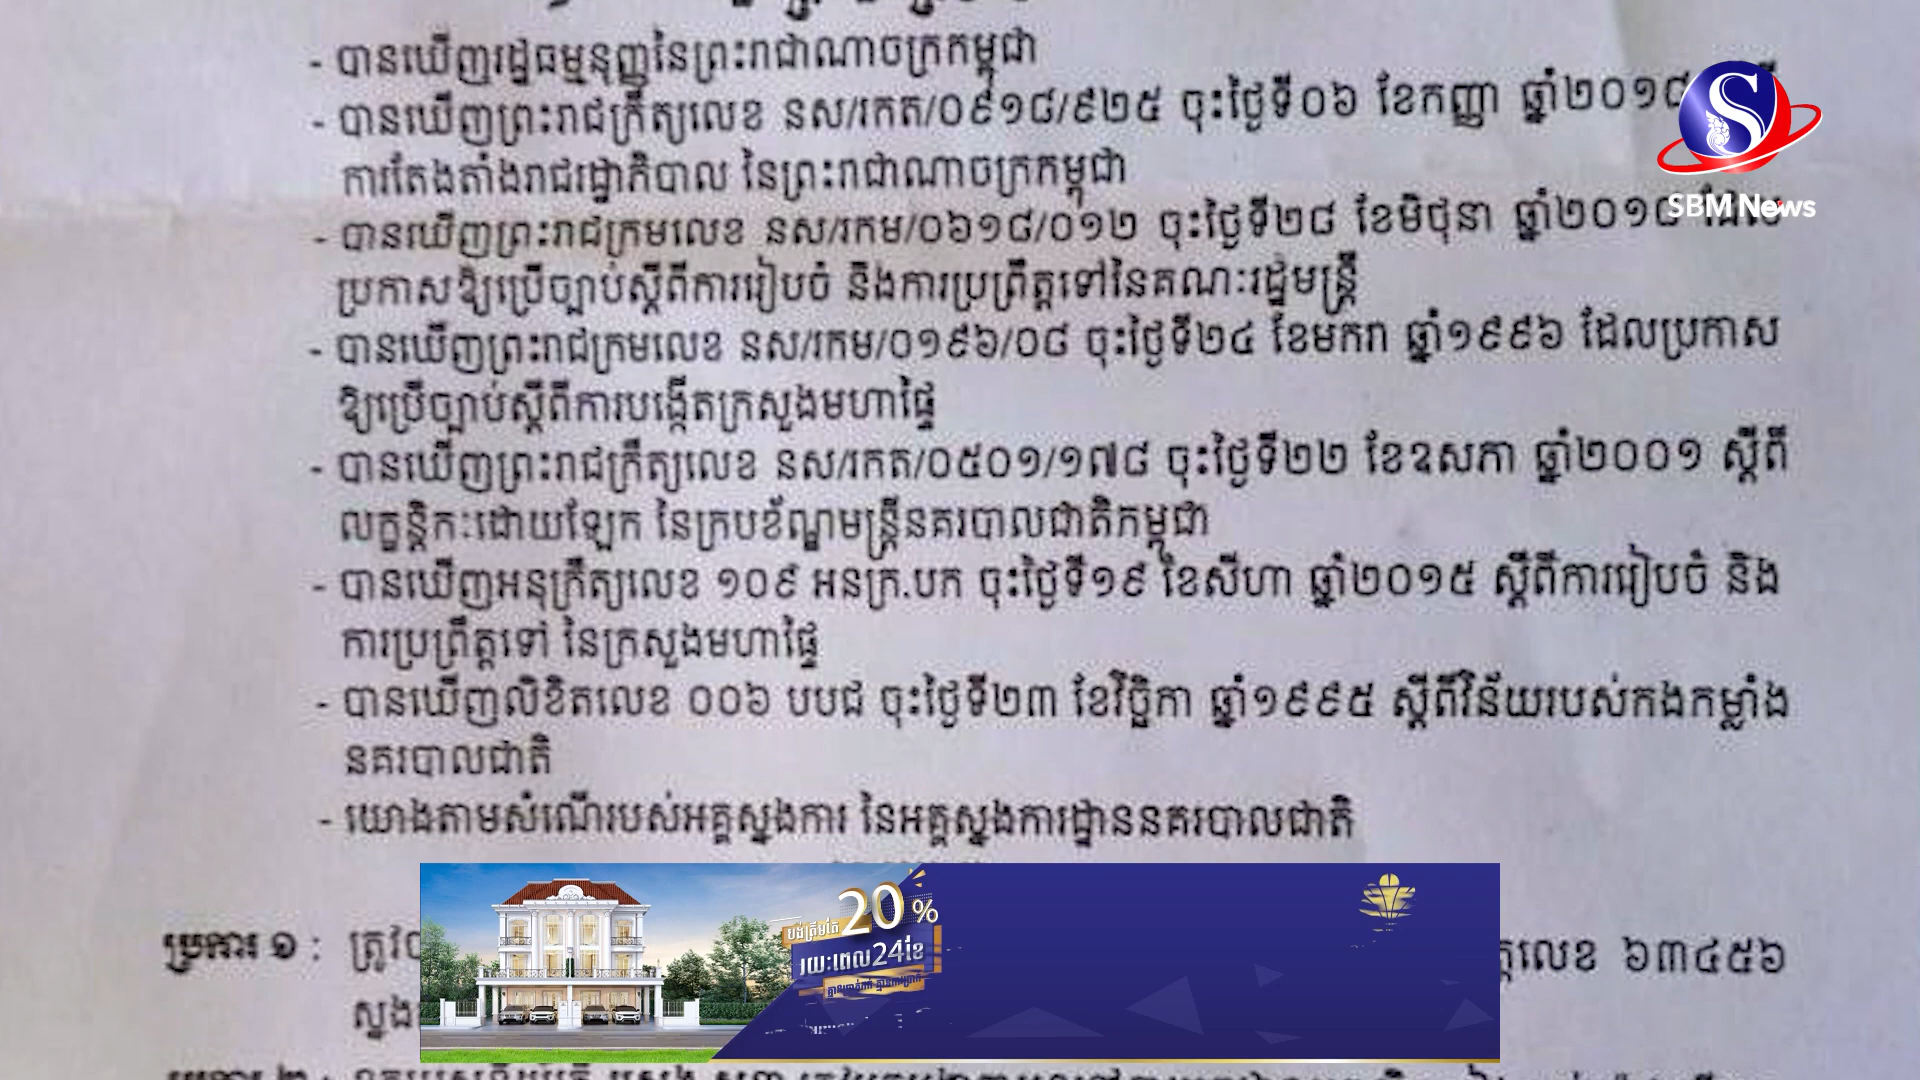 - បានឃើញរដ្ឋធម្មនុញ្ញនៃព្រះរាជាណាចក្រកម្ពុជា
- បានឃើញព្រះរាជក្រឹត្យលេខ នស/រកត/០៩១៨/៩២៥ ចុះថ្ងៃទី០៦ ខែកញ្ញា ឆ្នាំ២០១៨
ការតែងតាំងរាជរដ្ឋាភិបាល នៃព្រះរាជាណាចក្រកម្ពុជា
- បានឃើញព្រះរាជក្រមលេខ នស/រកម/០៦១៨/០១២ ចុះថ្ងៃទី២៨ ខែមិថុនា ឆ្នាំ២០១៨ ដែល
ប្រកាសឱ្យប្រើច្បាប់ស្តីពីការរៀបចំ និងការប្រព្រឹត្តទៅនៃគណៈរដ្ឋមន្ត្រី
- បានឃើញព្រះរាជក្រមលេខ នស/រកម/០១៩៦/០៨ ចុះថ្ងៃទី២៤ ខែមករា ឆ្នាំ១៩៩៦ ដែលប្រកាស
ឱ្យប្រើច្បាប់ស្តីពីការបង្កើតក្រសួងមហាផ្ទៃ
- បានឃើញព្រះរាជក្រឹត្យលេខ នស/រកត/០៥០១/១៧៨ ចុះថ្ងៃទី២២ ខែឧសភា ឆ្នាំ២០០១ ស្តីពី
លក្ខន្តិកៈដោយឡែក នៃក្របខ័ណ្ឌមន្ត្រីនគរបាលជាតិកម្ពុជា
- បានឃើញអនុក្រឹត្យលេខ ១០៩ អនក្រ.បក ចុះថ្ងៃទី១៩ ខែសីហា ឆ្នាំ២០១៥ ស្តីពីការរៀបចំ និង
ការប្រព្រឹត្តទៅ នៃក្រសួងមហាផ្ទៃ
- បានឃើញលិខិតលេខ ០០៦ បបជ ចុះថ្ងៃទី២៣ ខែវិច្ឆិកា ឆ្នាំ១៩៩៥ ស្តីពីវិន័យរបស់កងកម្លាំង
នគរបាលជាតិ
- យោងតាមសំណើរបស់អគ្គស្នងការ នៃអគ្គស្នងការដ្ឋាននគរបាលជាតិ
ប្រការ ១ : លេខ ៦៣៤៥៦
SBM News
បង់ត្រឹមតែ 20%
រយៈពេល 24ខែ